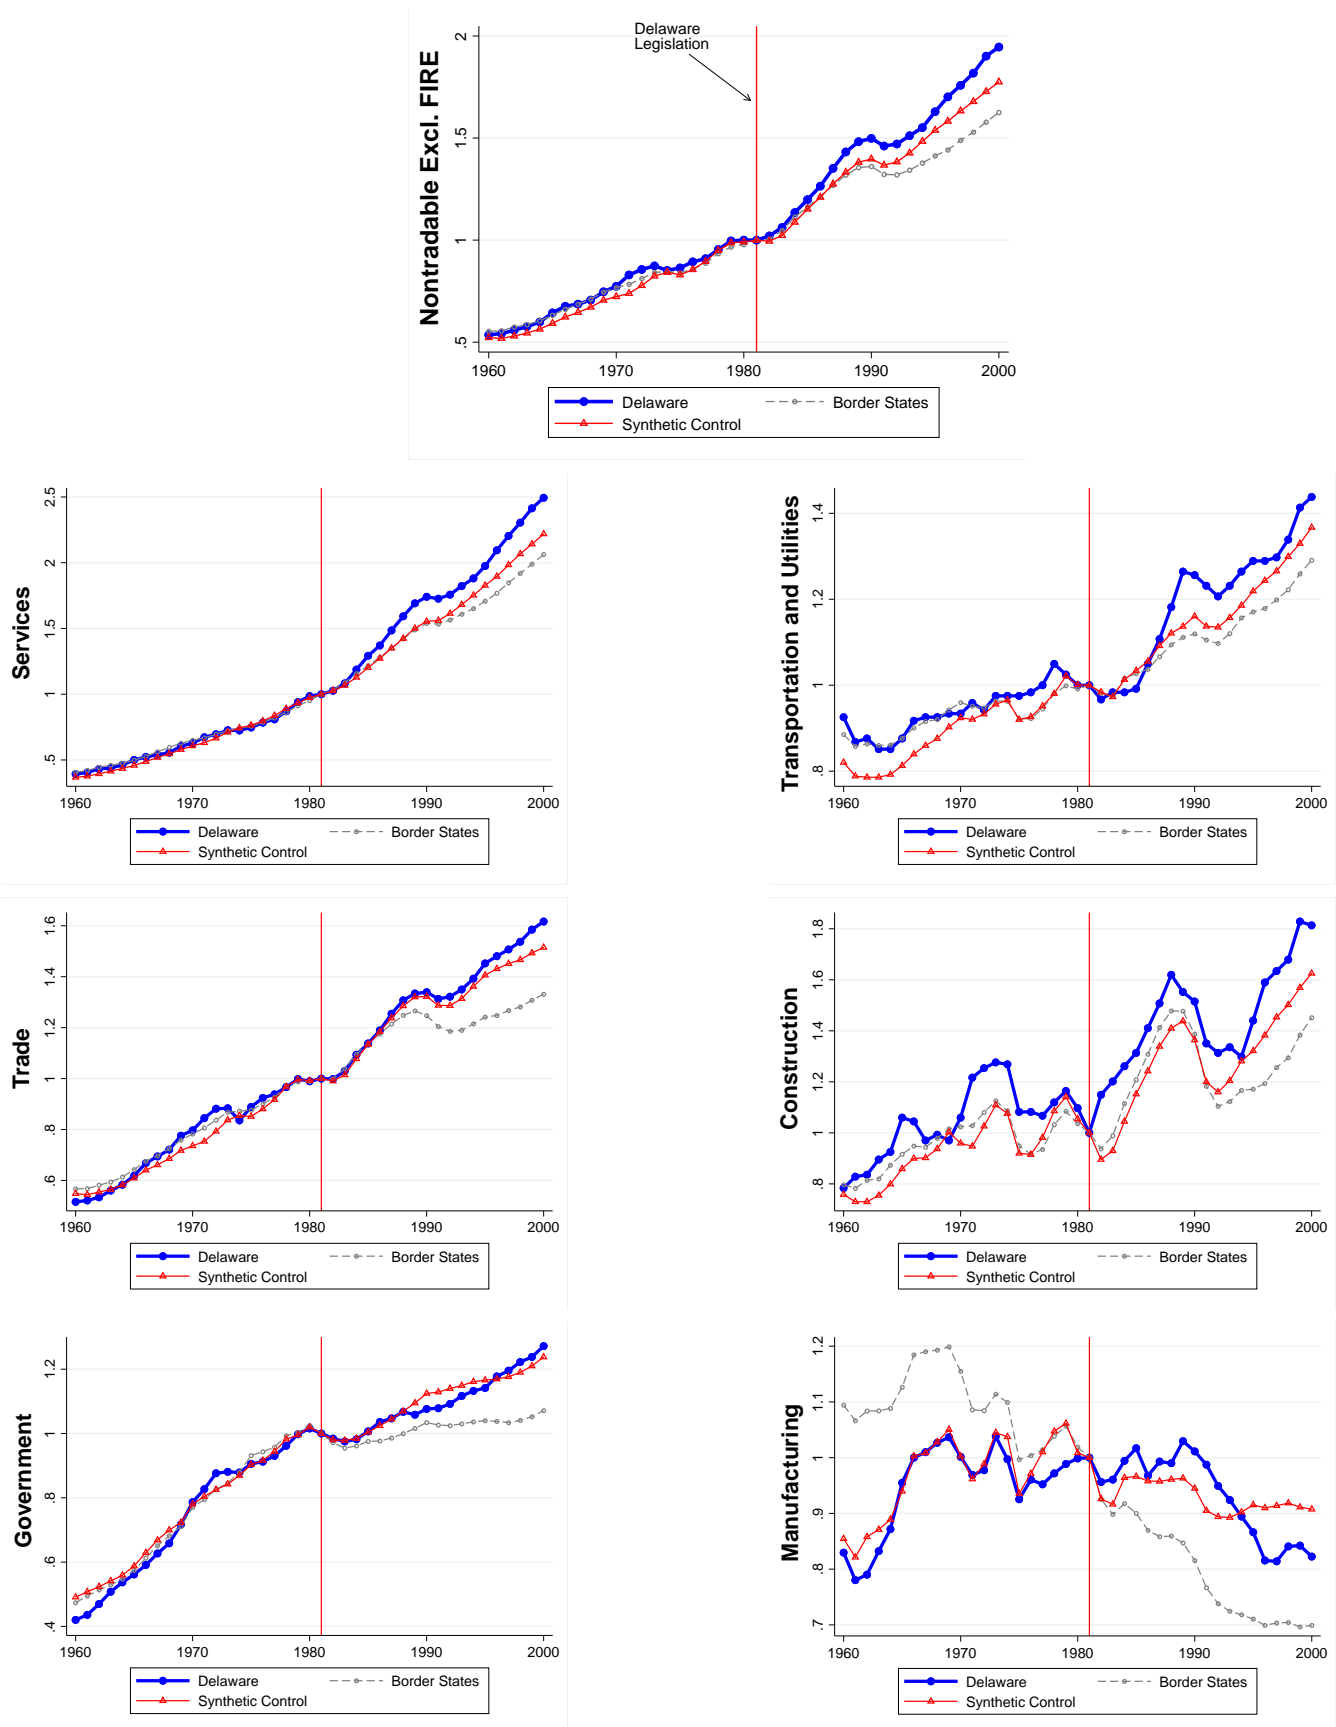 Delaware
Legislation
Nontradable Excl. FIRE
2
1.5
1
.5
1960 1970 1980 1990 2000
Delaware Border States
Synthetic Control
Services
2.5
2
1.5
1
.5
1960 1970 1980 1990 2000
Delaware Border States
Synthetic Control
Transportation and Utilities
1.4
1.2
1
.8
1960 1970 1980 1990 2000
Delaware Border States
Synthetic Control
Trade
1.6
1.4
1.2
1
.8
.6
1960 1970 1980 1990 2000
Delaware Border States
Synthetic Control
Construction
1.8
1.6
1.4
1.2
1
.8
1960 1970 1980 1990 2000
Delaware Border States
Synthetic Control
Government
1.2
1
.8
.6
.4
1960 1970 1980 1990 2000
Delaware Border States
Synthetic Control
Manufacturing
1.2
1.1
1
.9
.8
.7
1960 1970 1980 1990 2000
Delaware Border States
Synthetic Control